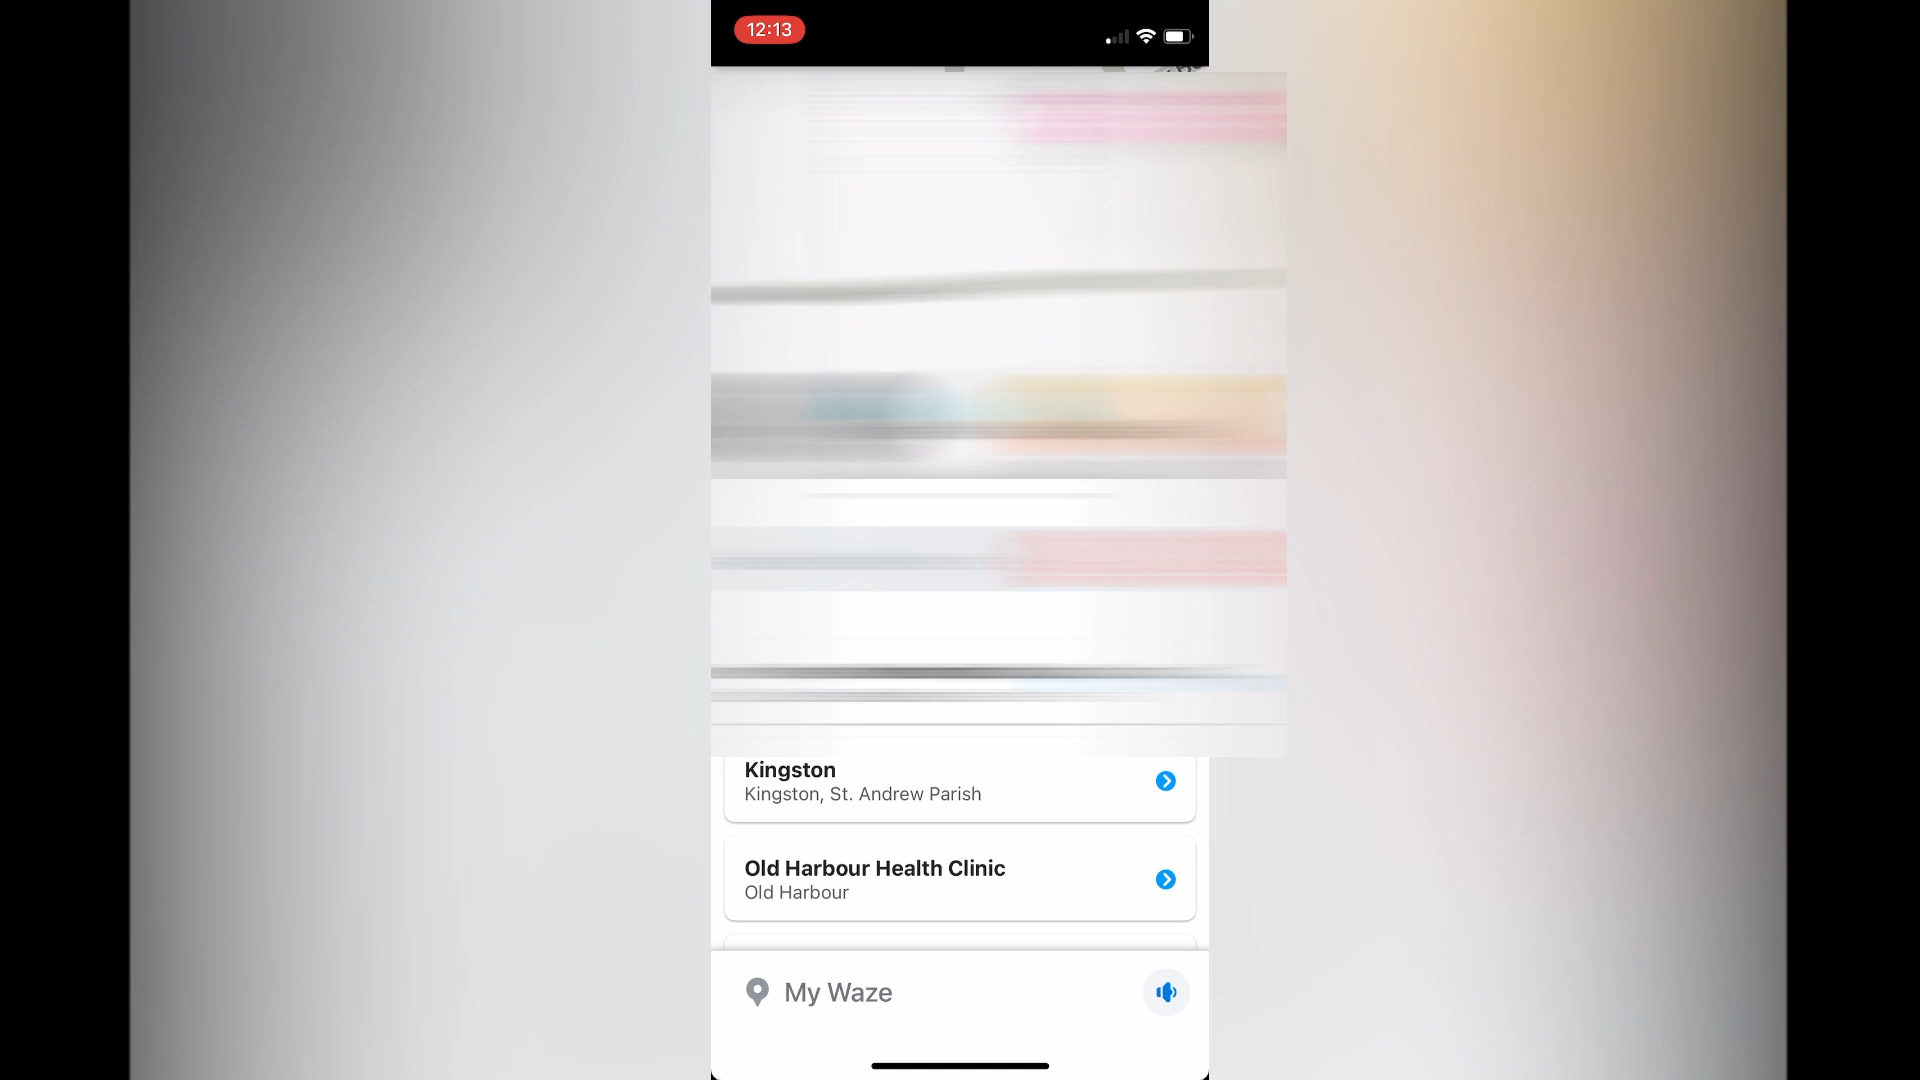 12:13
Kingston
Kingston, St. Andrew Parish
Old Harbour Health Clinic
Old Harbour
My Waze